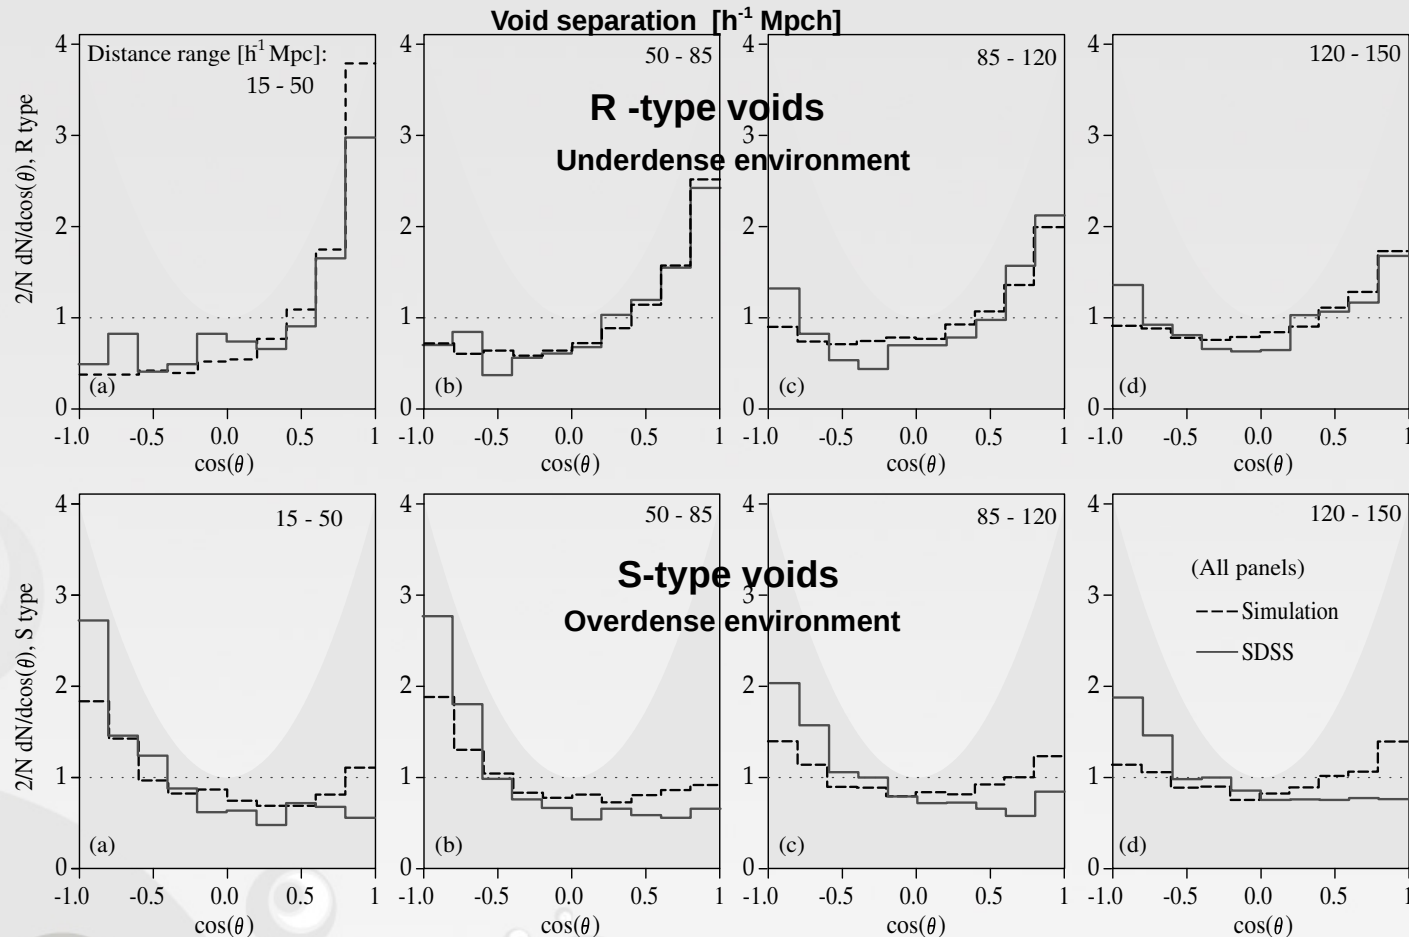 Void separation [h-1 Mpch]
Distance range [h-1 Mpc]:
15 - 50
50 - 85
85 - 120
120 - 150
R -type voids
Underdense environment
2/N dN/dcos(θ), R type
4
3
2
1
0
4
3
2
1
0
4
3
2
1
0
4
3
2
1
0
(a)
(b)
(c)
(d)
-1.0 -0.5 0.0 0.5 1
-1.0 -0.5 0.0 0.5 1
-1.0 -0.5 0.0 0.5 1
-1.0 -0.5 0.0 0.5 1
cos(θ)
cos(θ)
cos(θ)
cos(θ)
15 - 50
50 - 85
85 - 120
120 - 150
S-type voids
Overdense environment
(All panels)
Simulation
SDSS
2/N dN/dcos(θ), S type
4
3
2
1
0
4
3
2
1
0
4
3
2
1
0
4
3
2
1
0
(a)
(b)
(c)
(d)
-1.0 -0.5 0.0 0.5 1
-1.0 -0.5 0.0 0.5 1
-1.0 -0.5 0.0 0.5 1
-1.0 -0.5 0.0 0.5 1
cos(θ)
cos(θ)
cos(θ)
cos(θ)